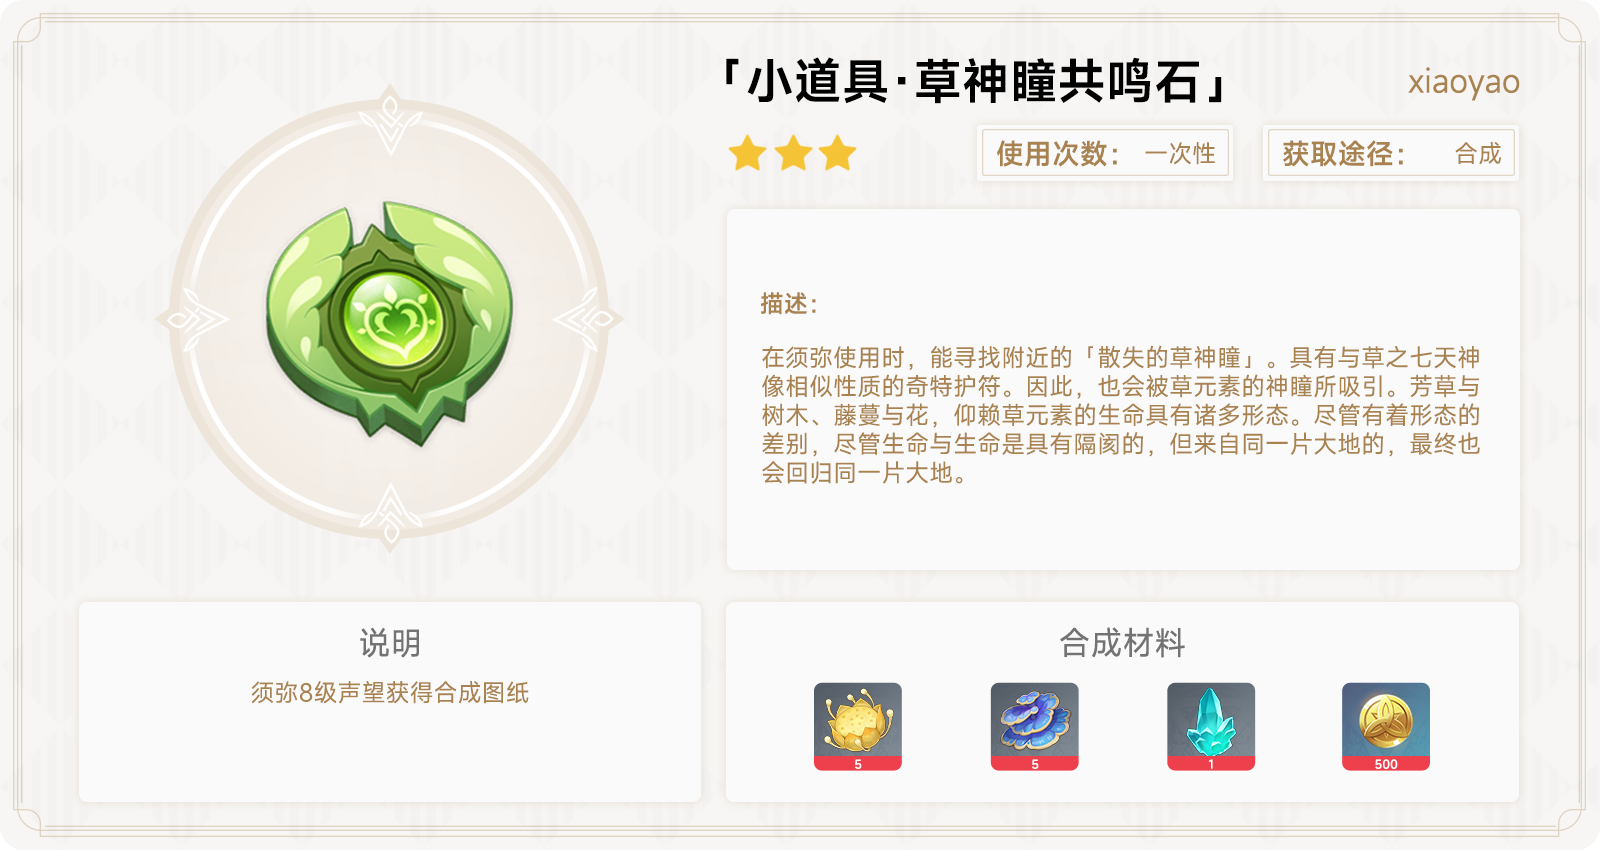 「小道具·草神瞳共鸣石」
xiaoyao
使用次数： 一次性
获取途径： 合成
描述：
在须弥使用时，能寻找附近的「散失的草神瞳」。具有与草之七天神
像相似性质的奇特护符。因此，也会被草元素的神瞳所吸引。芳草与
树木、藤蔓与花，仰赖草元素的生命具有诸多形态。尽管有着形态的
差别，尽管生命与生命是具有隔阂的，但来自同一片大地的，最终也
会回归同一片大地。
说明
须弥8级声望获得合成图纸
合成材料
5
5
1
500